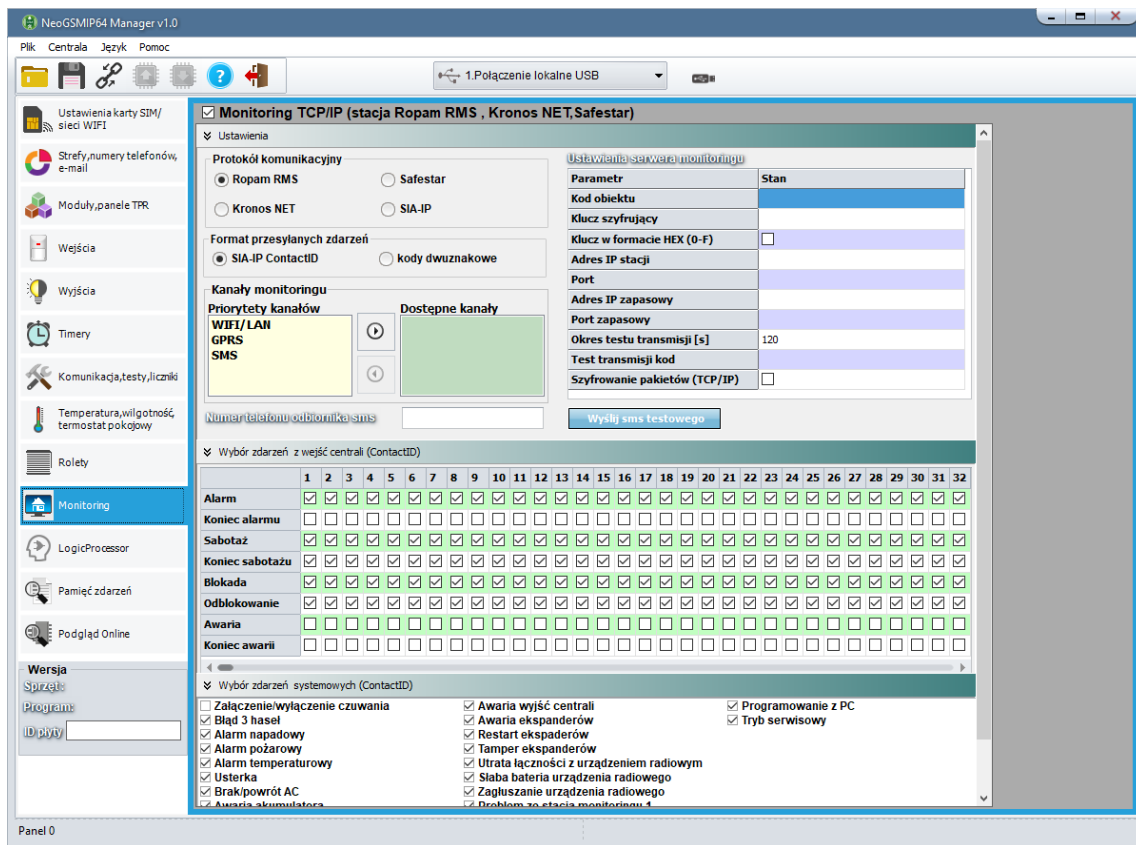 NeoGSMIP64 Manager v1.0
Plik Centrala Język Pomoc
1.Połączenie lokalne USB
Ustawienia karty SIM/
sieci WIFI
Strefy,numery telefonów,
e-mail
Moduły,panele TPR
Wejścia
Wyjścia
Timery
Komunikacja,testy,liczniki
Temperatura,wilgotność,
termostat pokojowy
Rolety
Monitoring
LogicProcessor
Pamięć zdarzeń
Podgląd Online
Wersja
Sprzęt:
Program:
ID płyty
Monitoring TCP/IP (stacja Ropam RMS , Kronos NET,Safestar)
Ustawienia
Protokół komunikacyjny
Ropam RMS Safestar
Kronos NET SIA-IP
Format przesyłanych zdarzeń
SIA-IP ContactID kody dwuznakowe
Kanały monitoringu
Priorytety kanałów Dostępne kanały
WIFI/LAN
GPRS
SMS
Numer telefonu odbiornika sms
Ustawienia serwera monitoringu
Parametr Stan
Kod obiektu
Klucz szyfrujący
Klucz w formacie HEX (0-F)
Adres IP stacji
Port
Adres IP zapasowy
Port zapasowy
Okres testu transmisji [s] 120
Test transmisji kod
Szyfrowanie pakietów (TCP/IP)
Wyślij sms testowego
Wybór zdarzeń z wejść centrali (ContactID)
1 2 3 4 5 6 7 8 9 10 11 12 13 14 15 16 17 18 19 20 21 22 23 24 25 26 27 28 29 30 31 32
Alarm
Koniec alarmu
Sabotaż
Koniec sabotażu
Blokada
Odblokowanie
Awaria
Koniec awarii
Wybór zdarzeń systemowych (ContactID)
Załączenie/wyłączenie czuwania Awaria wyjść centrali Programowanie z PC
Błąd 3 haseł Awaria ekspanderów Tryb serwisowy
Alarm napadowy Restart ekspaderów
Alarm pożarowy Tamper ekspanderów
Alarm temperaturowy Utrata łączności z urządzeniem radiowym
Usterka Słaba bateria urządzenia radiowego
Brak/powrót AC Zagłuszanie urządzenia radiowego
Awaria akumulatora Problem ze stacją monitoringu 1
Panel 0